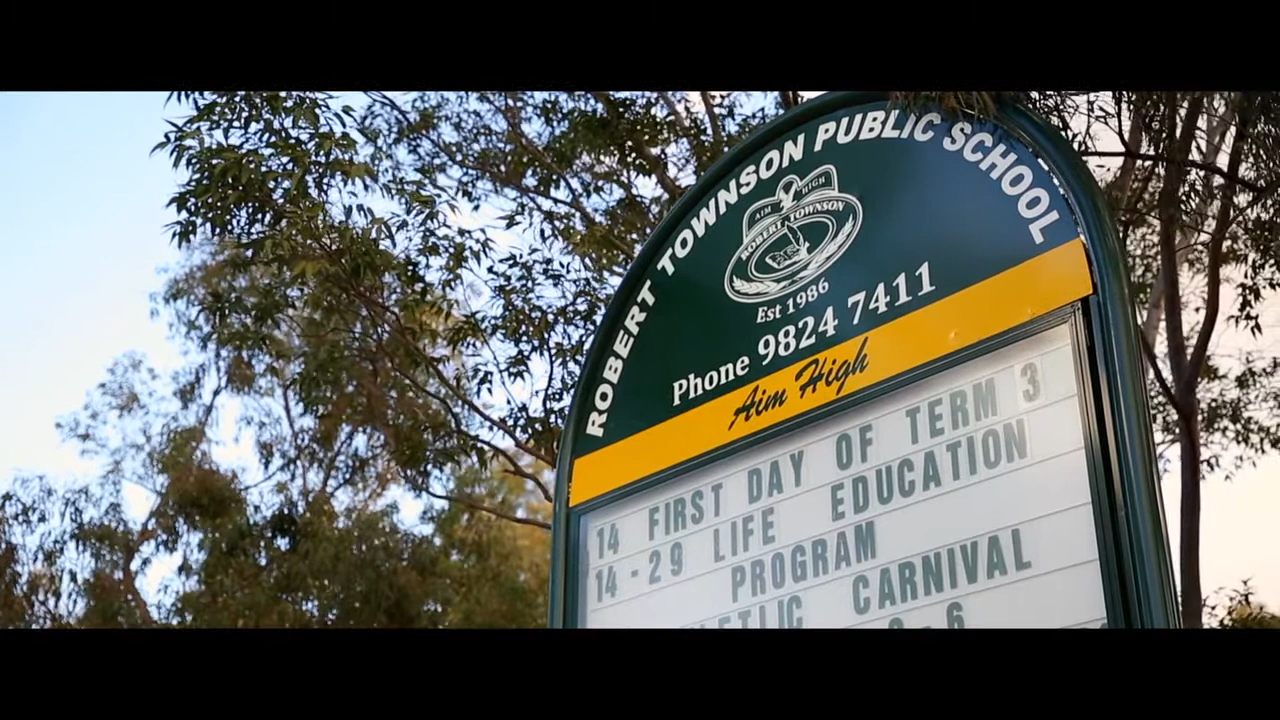 ROBERT TOWNSON PUBLIC SCHOOL
AIM HIGH
ROBERT TOWNSON
Est 1986
Phone 9824 7411
Aim High
14 FIRST DAY OF TERM 3
14-29 LIFE EDUCATION
PROGRAM
CARNIVAL